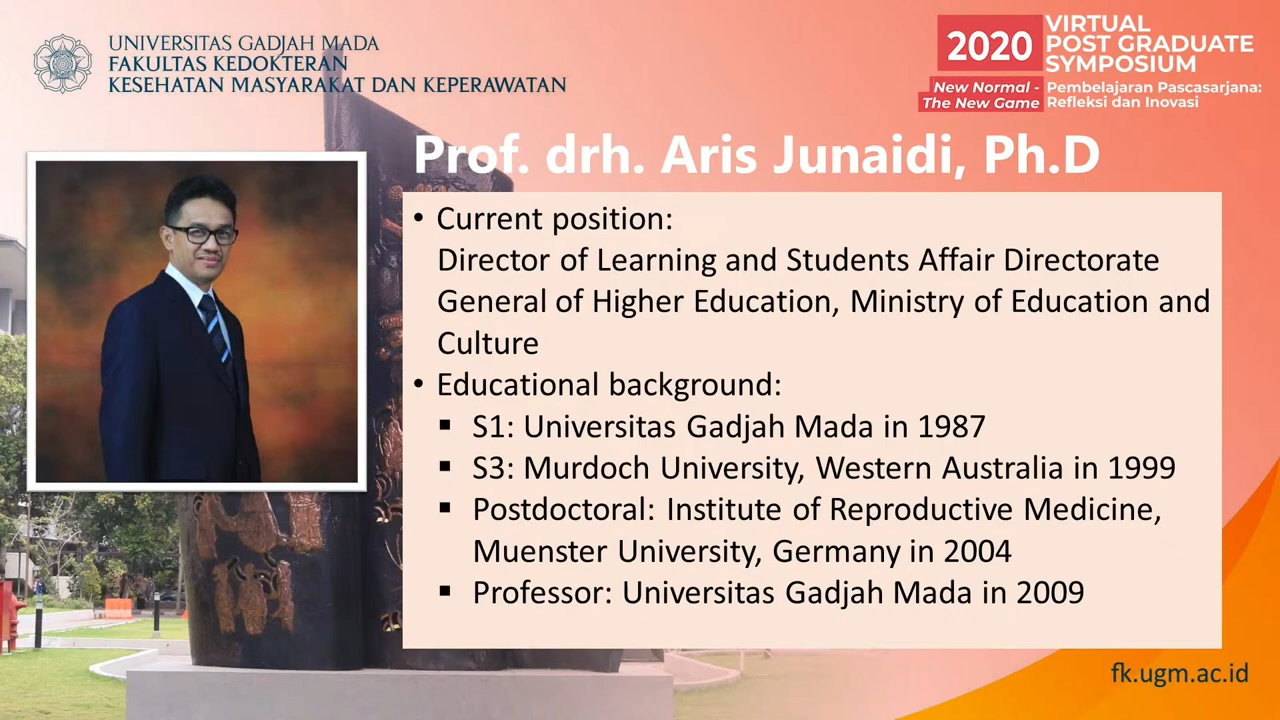 UNIVERSITAS GADJAH MADA
FAKULTAS KEDOKTERAN
KESEHATAN MASYARAKAT DAN KEPERAWATAN
2020 VIRTUAL
POST GRADUATE
SYMPOSIUM
New Normal -
The New Game
Pembelajaran Pascasarjana:
Refleksi dan Inovasi
Prof. drh. Aris Junaidi, Ph.D
• Current position:
Director of Learning and Students Affair Directorate
General of Higher Education, Ministry of Education and
Culture
• Educational background:
▪ S1: Universitas Gadjah Mada in 1987
▪ S3: Murdoch University, Western Australia in 1999
▪ Postdoctoral: Institute of Reproductive Medicine,
Muenster University, Germany in 2004
▪ Professor: Universitas Gadjah Mada in 2009
fk.ugm.ac.id